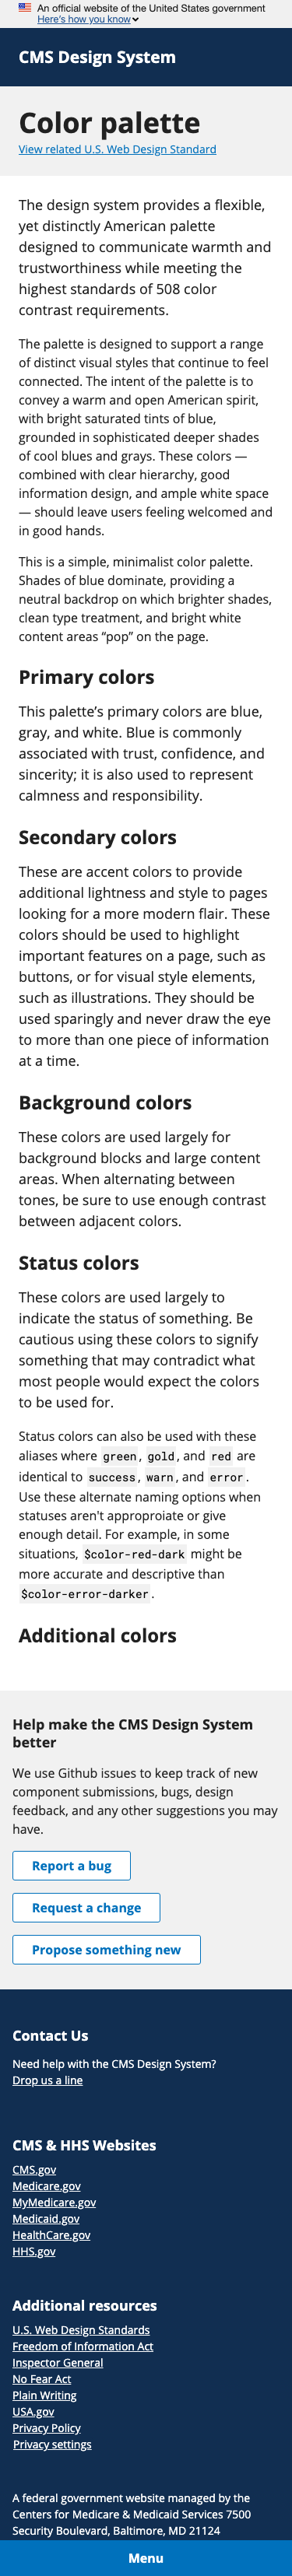 An official website of the United States government
Here's how you know
CMS Design System
Color palette
View related U.S. Web Design Standard
The design system provides a flexible,
yet distinctly American palette
designed to communicate warmth and
trustworthiness while meeting the
highest standards of 508 color
contrast requirements.
The palette is designed to support a range
of distinct visual styles that continue to feel
connected. The intent of the palette is to
convey a warm and open American spirit,
with bright saturated tints of blue,
grounded in sophisticated deeper shades
of cool blues and grays. These colors —
combined with clear hierarchy, good
information design, and ample white space
— should leave users feeling welcomed and
in good hands.
This is a simple, minimalist color palette.
Shades of blue dominate, providing a
neutral backdrop on which brighter shades,
clean type treatment, and bright white
content areas “pop” on the page.
Primary colors
This palette’s primary colors are blue,
gray, and white. Blue is commonly
associated with trust, confidence, and
sincerity; it is also used to represent
calmness and responsibility.
Secondary colors
These are accent colors to provide
additional lightness and style to pages
looking for a more modern flair. These
colors should be used to highlight
important features on a page, such as
buttons, or for visual style elements,
such as illustrations. They should be
used sparingly and never draw the eye
to more than one piece of information
at a time.
Background colors
These colors are used largely for
background blocks and large content
areas. When alternating between
tones, be sure to use enough contrast
between adjacent colors.
Status colors
These colors are used largely to
indicate the status of something. Be
cautious using these colors to signify
something that may contradict what
most people would expect the colors
to be used for.
Status colors can also be used with these
aliases where green, gold, and red are
identical to success, warn, and error.
Use these alternate naming options when
statuses aren't approproiate or give
enough detail. For example, in some
situations, $color-red-dark might be
more accurate and descriptive than
$color-error-darker.
Additional colors
Help make the CMS Design System
better
We use Github issues to keep track of new
component submissions, bugs, design
feedback, and any other suggestions you may
have.
Report a bug
Request a change
Propose something new
Contact Us
Need help with the CMS Design System?
Drop us a line
CMS & HHS Websites
CMS.gov
Medicare.gov
MyMedicare.gov
Medicaid.gov
HealthCare.gov
HHS.gov
Additional resources
U.S. Web Design Standards
Freedom of Information Act
Inspector General
No Fear Act
Plain Writing
USA.gov
Privacy Policy
Privacy settings
A federal government website managed by the
Centers for Medicare & Medicaid Services 7500
Security Boulevard, Baltimore, MD 21124
Menu